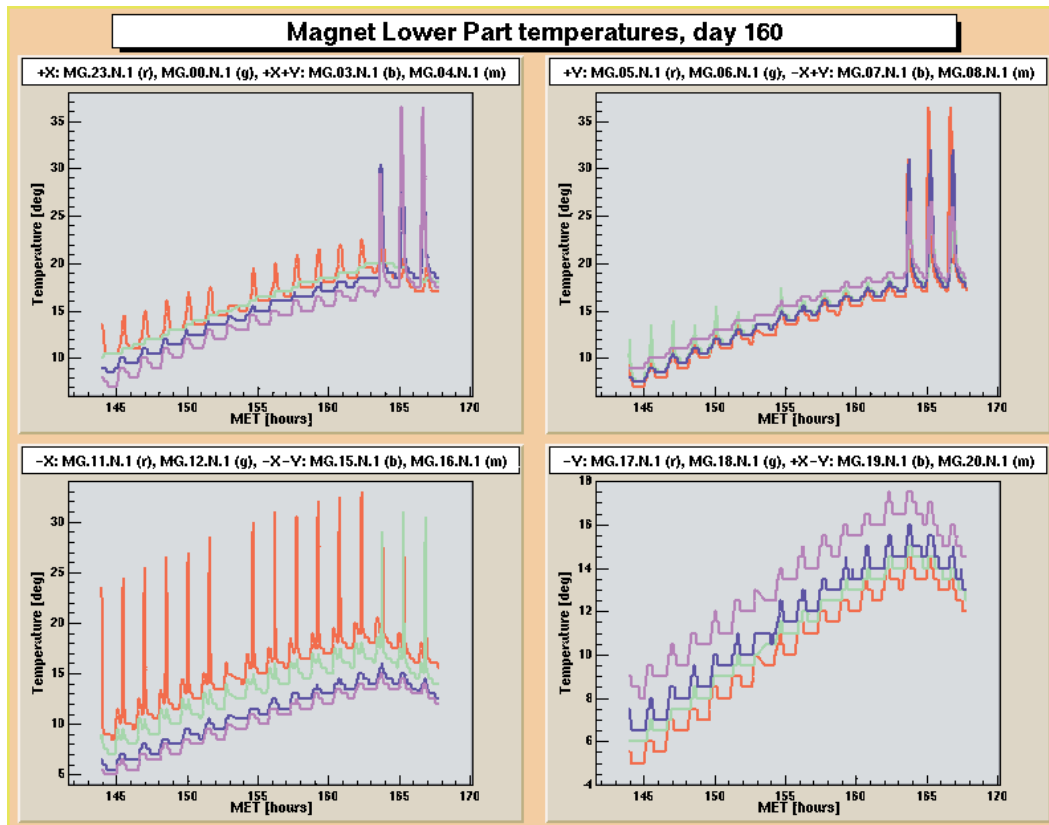 Magnet Lower Part temperatures, day 160
+X: MG.23.N.1 (r), MG.00.N.1 (g), +X+Y: MG.03.N.1 (b), MG.04.N.1 (m)
Temperature [deg]
35
30
25
20
15
10
145 150 155 160 165 170
MET [hours]
+Y: MG.05.N.1 (r), MG.06.N.1 (g), -X+Y: MG.07.N.1 (b), MG.08.N.1 (m)
Temperature [deg]
35
30
25
20
15
10
145 150 155 160 165 170
MET [hours]
-X: MG.11.N.1 (r), MG.12.N.1 (g), -X-Y: MG.15.N.1 (b), MG.16.N.1 (m)
Temperature [deg]
30
25
20
15
10
5
145 150 155 160 165 170
MET [hours]
-Y: MG.17.N.1 (r), MG.18.N.1 (g), +X-Y: MG.19.N.1 (b), MG.20.N.1 (m)
Temperature [deg]
18
16
14
12
10
8
6
4
145 150 155 160 165 170
MET [hours]